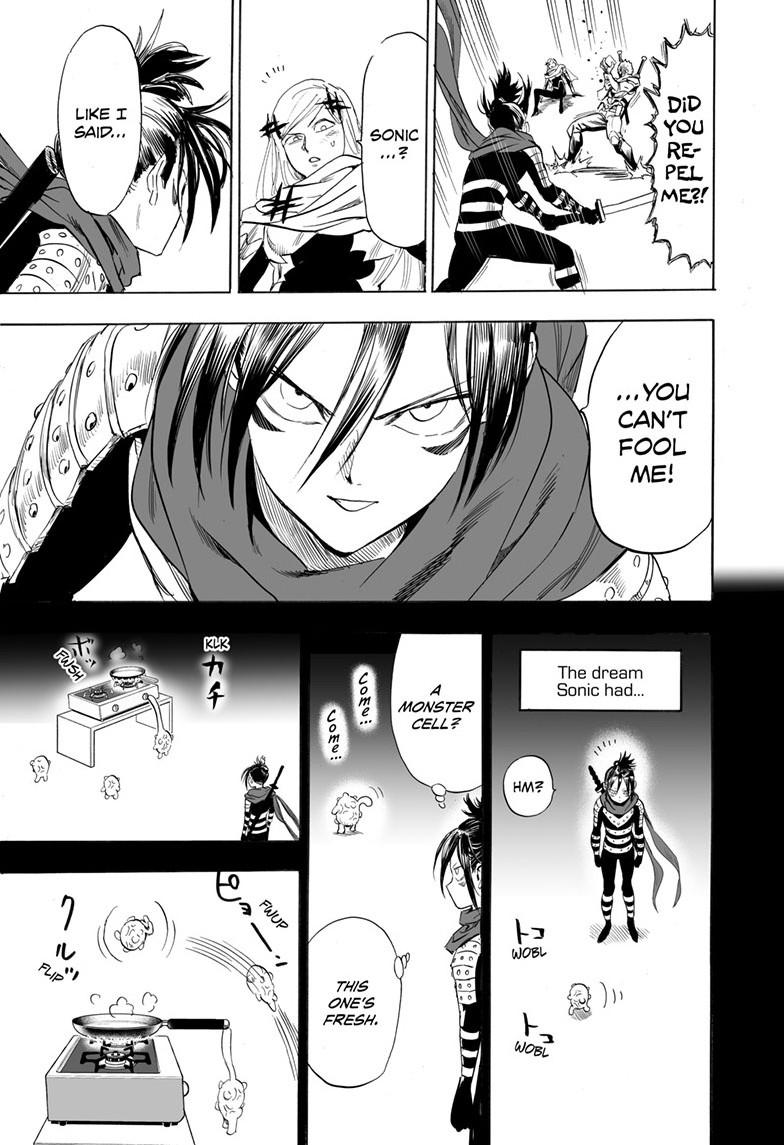 DID
YOU
RE-
PEL
ME?!
SONIC
...?
LIKE I
SAID...
...YOU
CAN'T
FOOL
ME!
The dream
Sonic had...
HM?
トコ
WOBL
トコ
WOBL
A
MONSTER
CELL?
COME...
COME...
THIS
ONE'S
FRESH.
KLK
カチ
ボッ
FWSH
ピョーン
FWUP
クルッ
FLIP